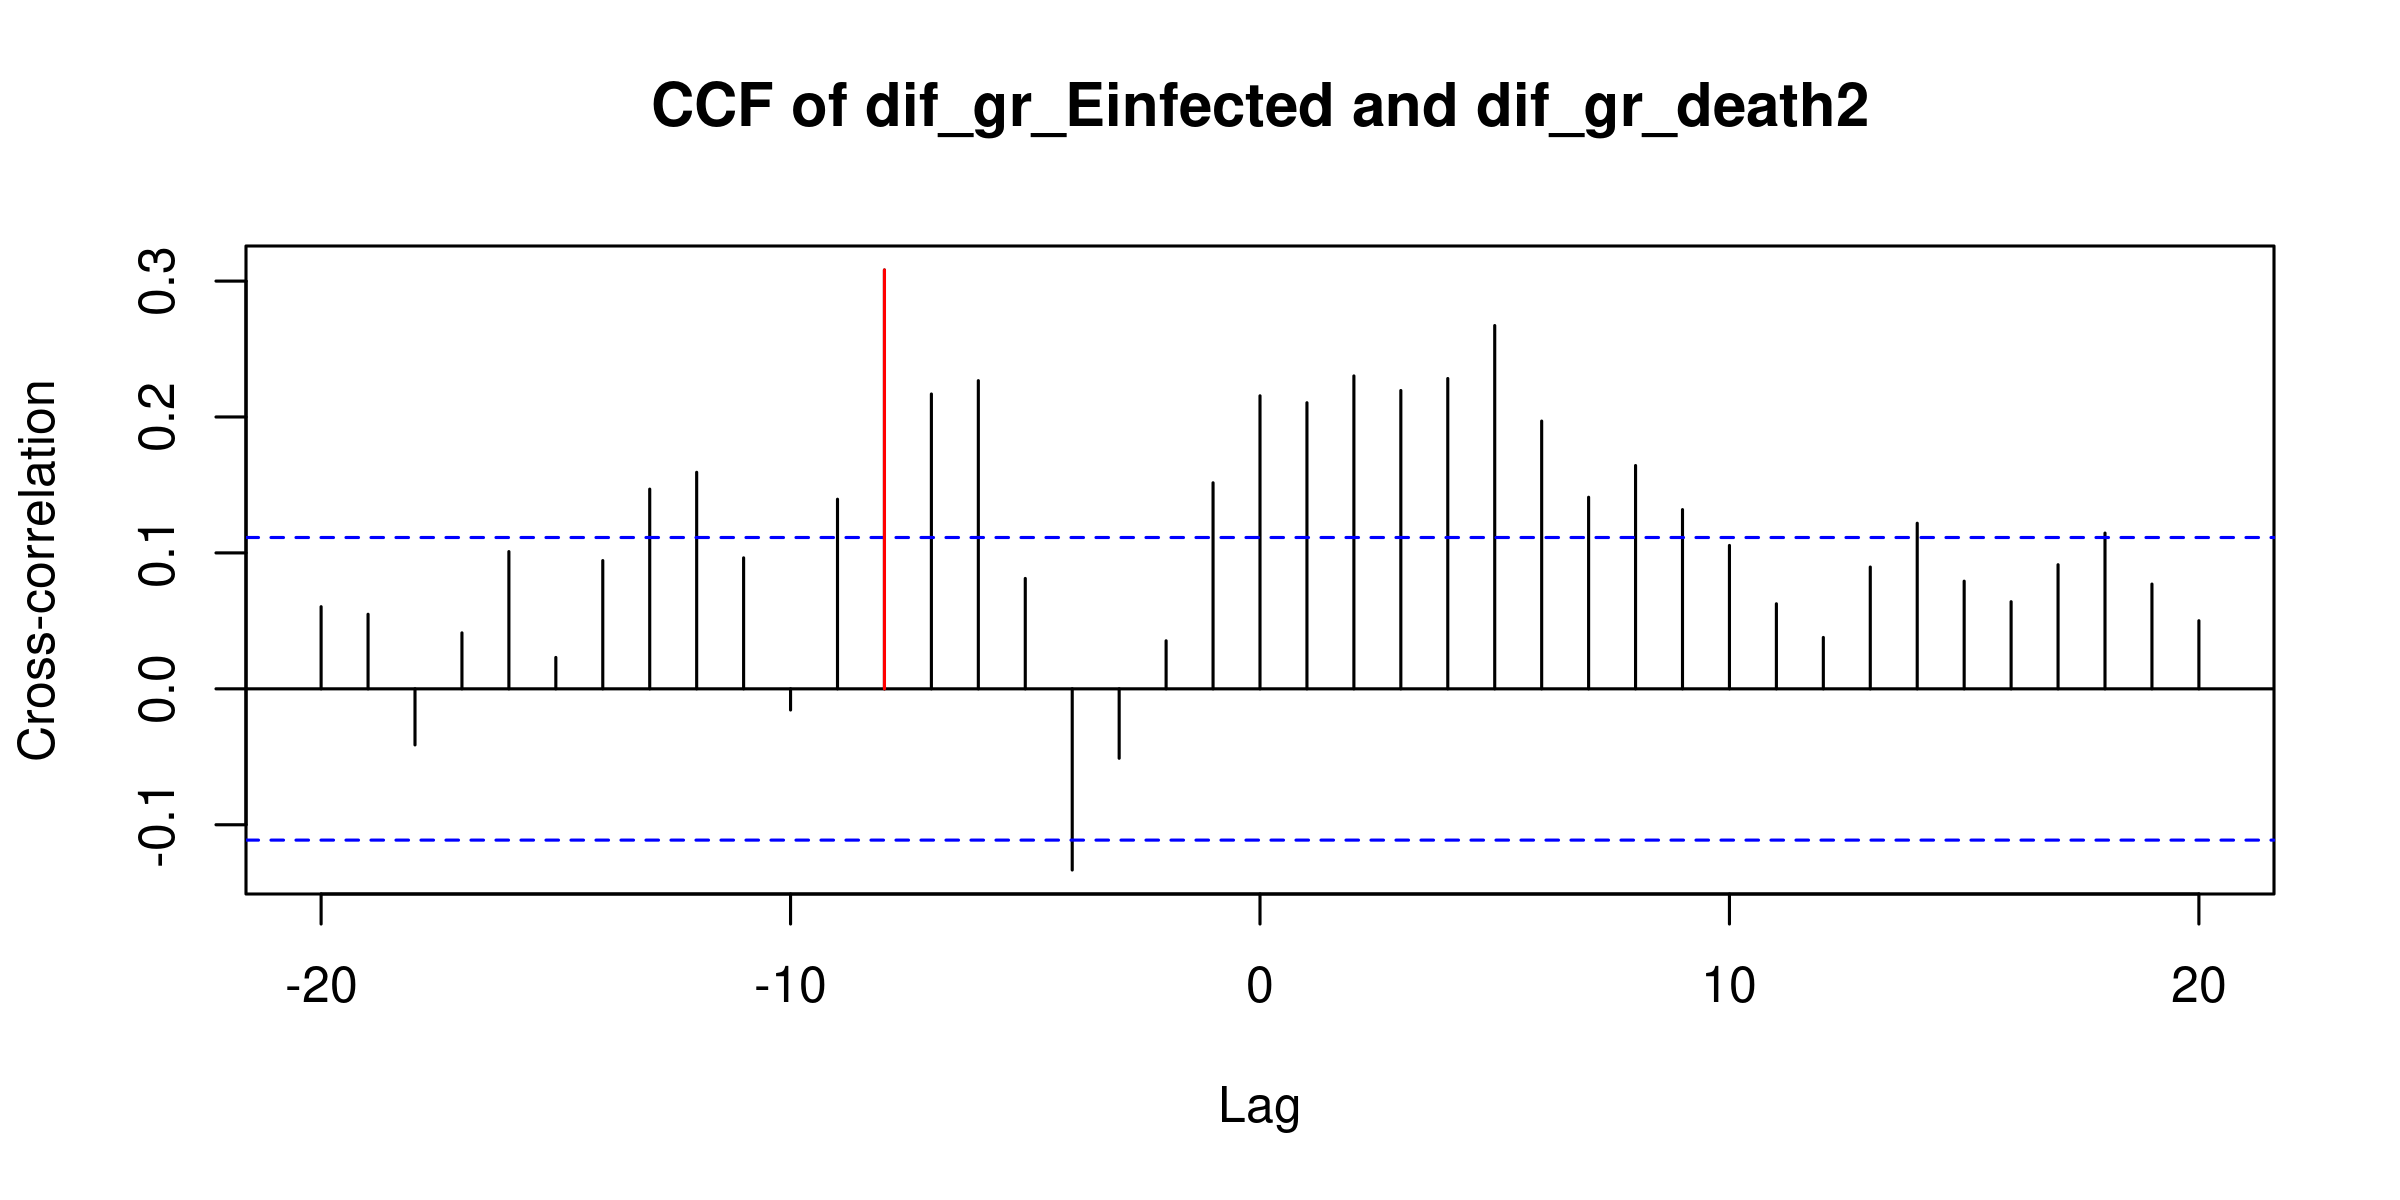 CCF of dif_gr_Einfected and dif_gr_death2
Cross-correlation
0.3
0.2
0.1
0.0
-0.1
-20 -10 0 10 20
Lag